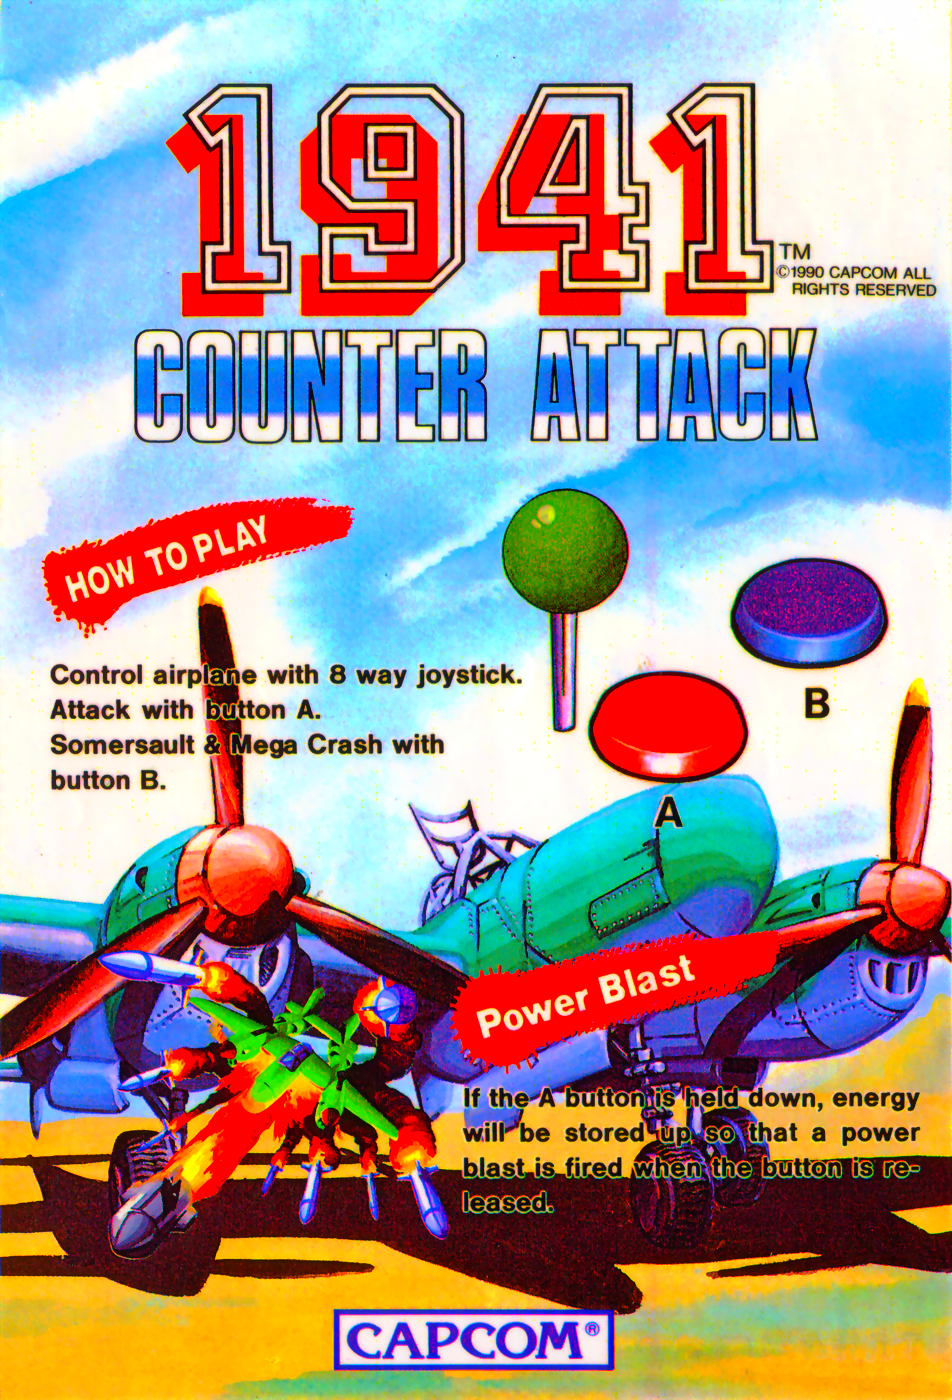 1941
TM
©1990 CAPCOM ALL
RIGHTS RESERVED
COUNTER ATTACK
HOW TO PLAY
Control airplane with 8 way joystick.
Attack with button A.
Somersault & Mega Crash with
button B.
B
A
Power Blast
If the A button is held down, energy
will be stored up so that a power
blast is fired when the button is re-
leased.
CAPCOM®